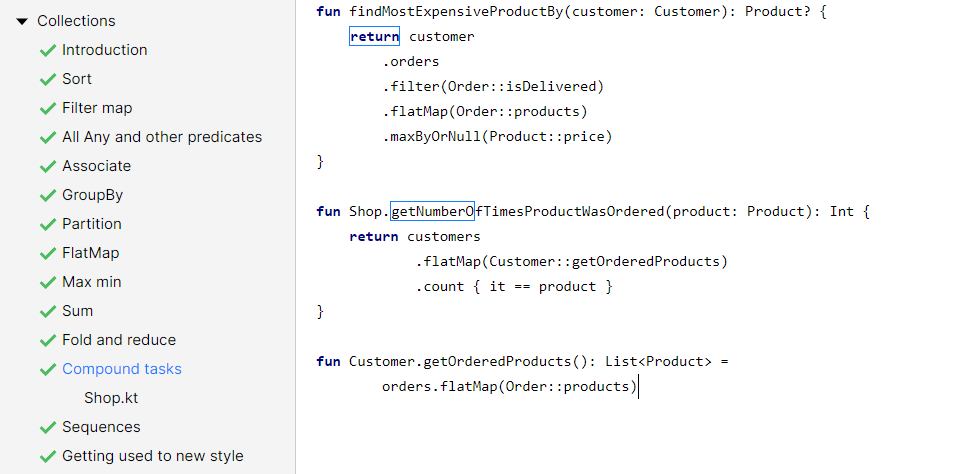 Collections
Introduction
Sort
Filter map
All Any and other predicates
Associate
GroupBy
Partition
FlatMap
Max min
Sum
Fold and reduce
Compound tasks
Shop.kt
Sequences
Getting used to new style
fun findMostExpensiveProductBy(customer: Customer): Product? {
    return customer
        .orders
        .filter(Order::isDelivered)
        .flatMap(Order::products)
        .maxByOrNull(Product::price)
}
fun Shop.getNumberOfTimesProductWasOrdered(product: Product): Int {
    return customers
            .flatMap(Customer::getOrderedProducts)
            .count { it == product }
}
fun Customer.getOrderedProducts(): List<Product> =
        orders.flatMap(Order::products)